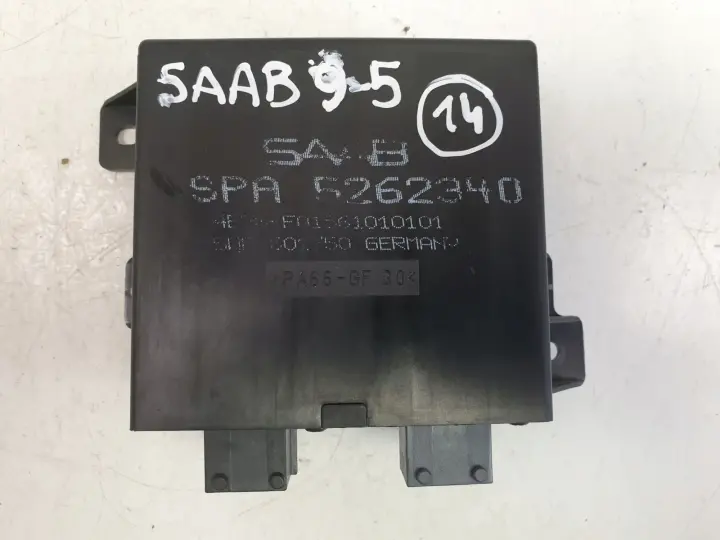 SAAB 9-5
14
SAAB
SPA 5262340
GERMANY
>PA66-GF 30<